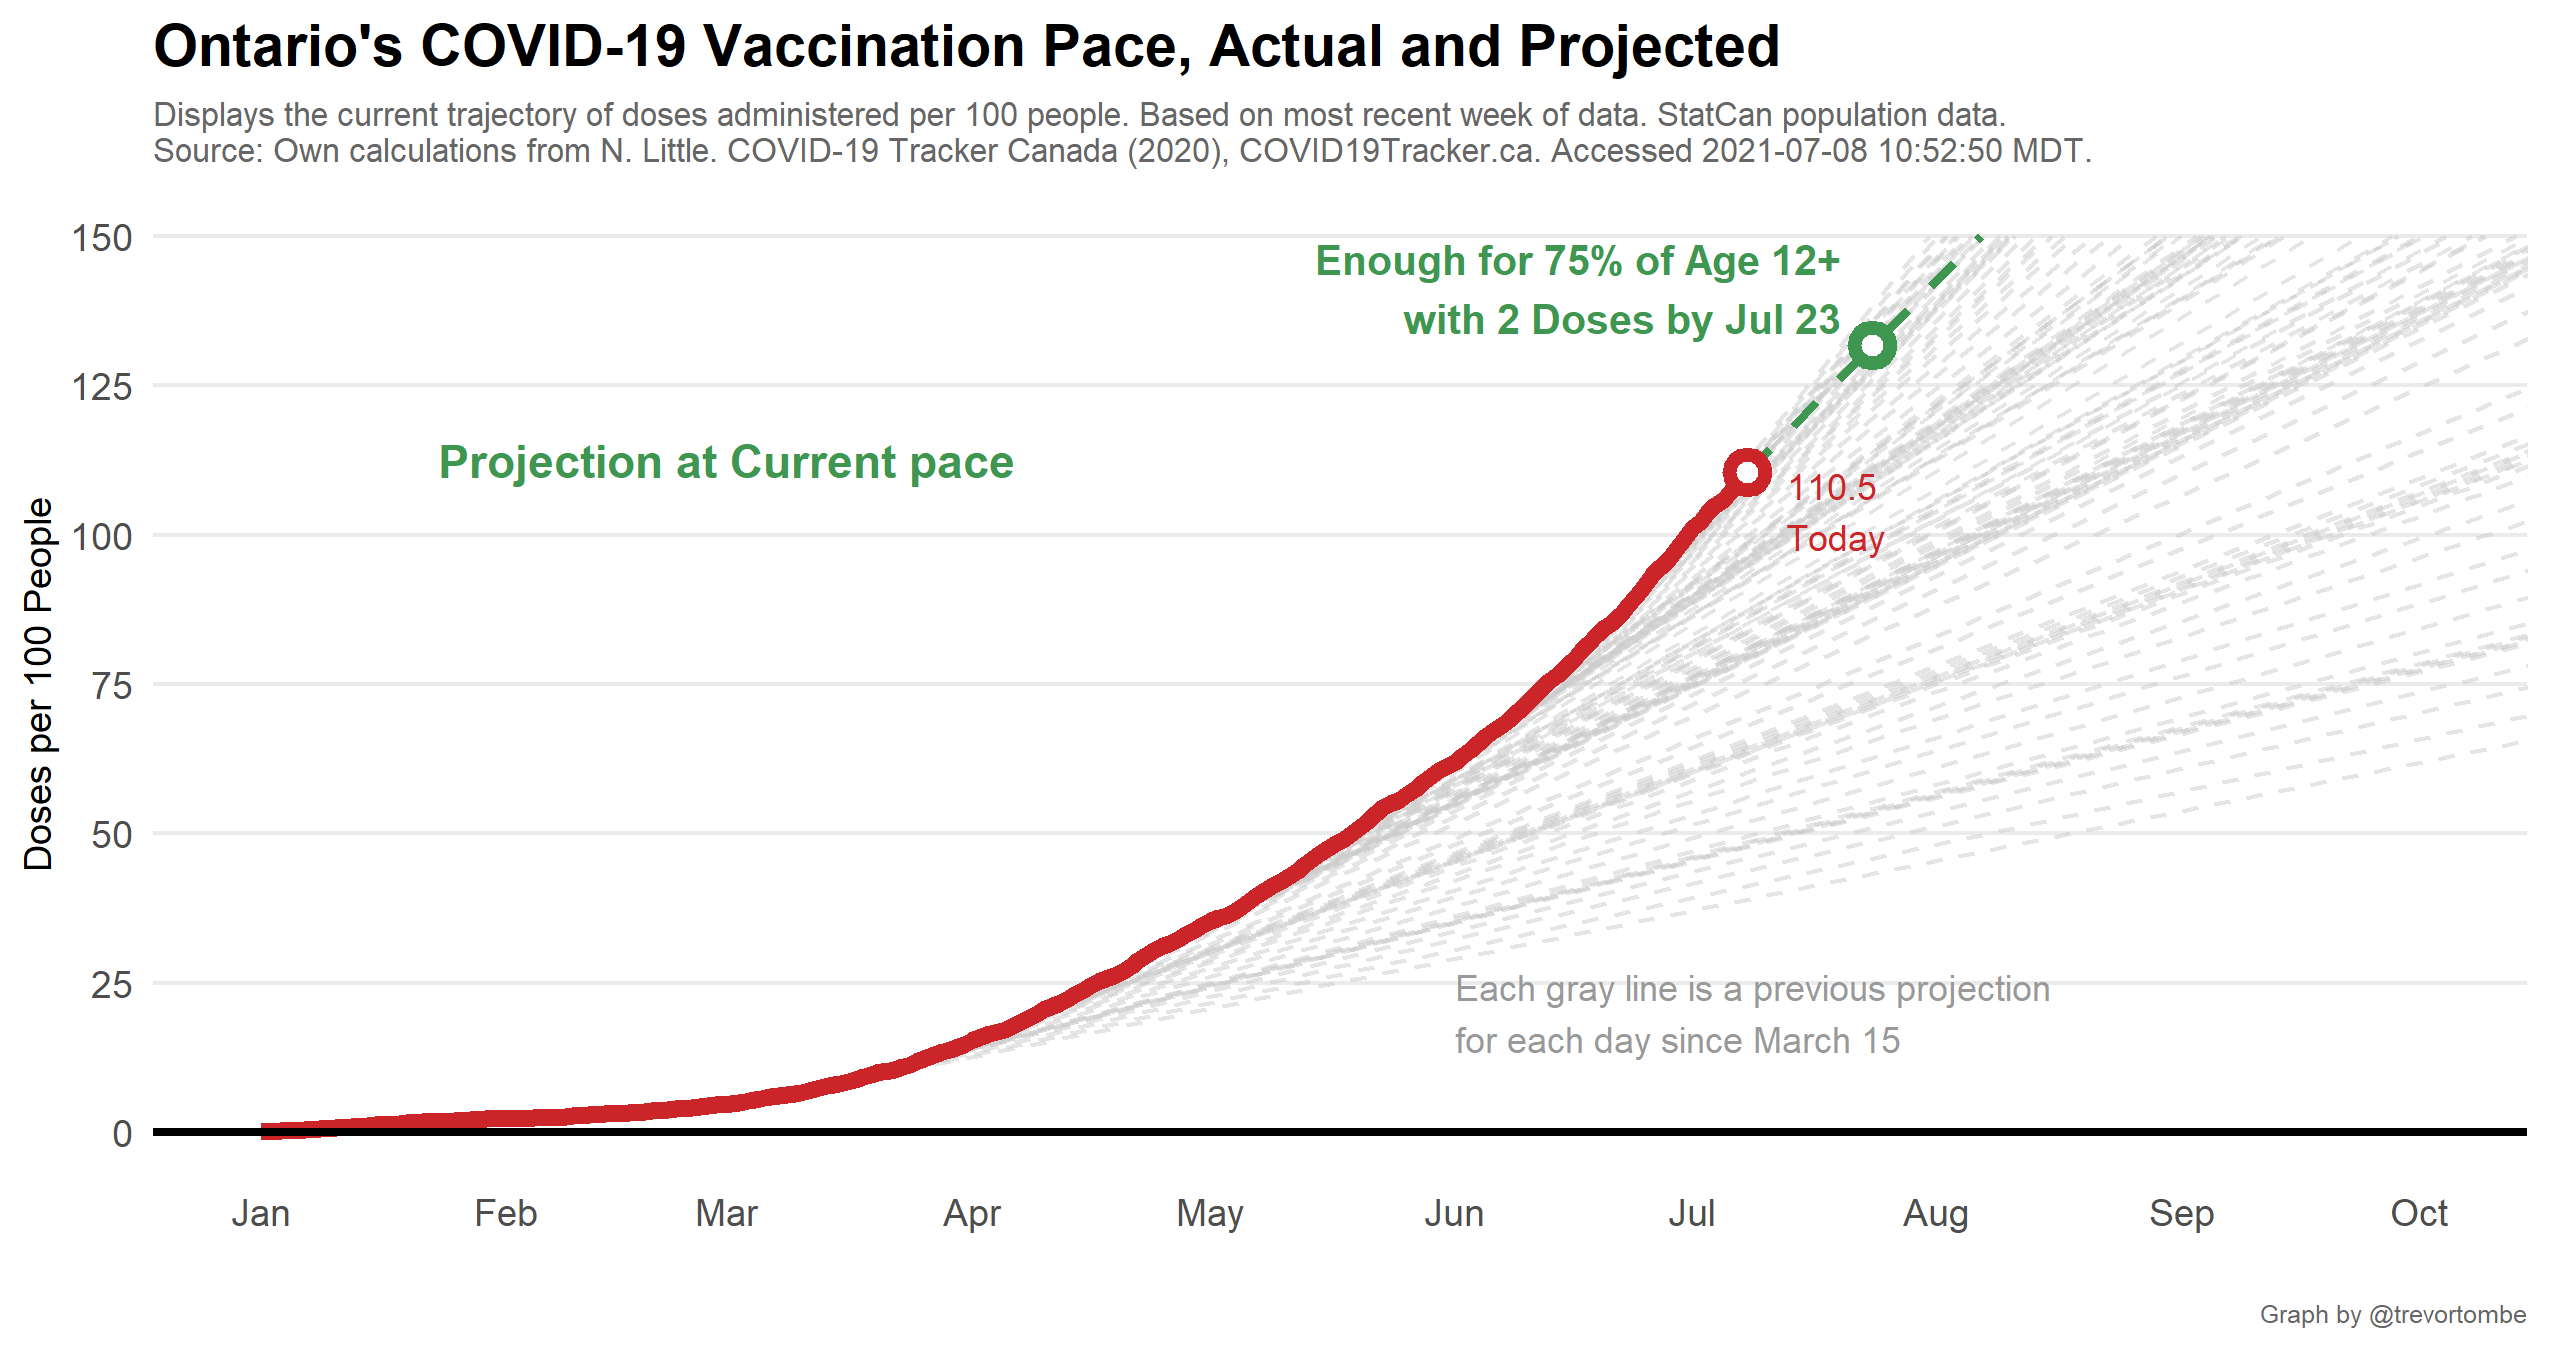 Ontario's COVID-19 Vaccination Pace, Actual and Projected
Displays the current trajectory of doses administered per 100 people. Based on most recent week of data. StatCan population data.
Source: Own calculations from N. Little. COVID-19 Tracker Canada (2020), COVID19Tracker.ca. Accessed 2021-07-08 10:52:50 MDT.
Doses per 100 People
150
125
100
75
50
25
0
Enough for 75% of Age 12+
with 2 Doses by Jul 23
Projection at Current pace
110.5
Today
Each gray line is a previous projection
for each day since March 15
Jan Feb Mar Apr May Jun Jul Aug Sep Oct
Graph by @trevortombe